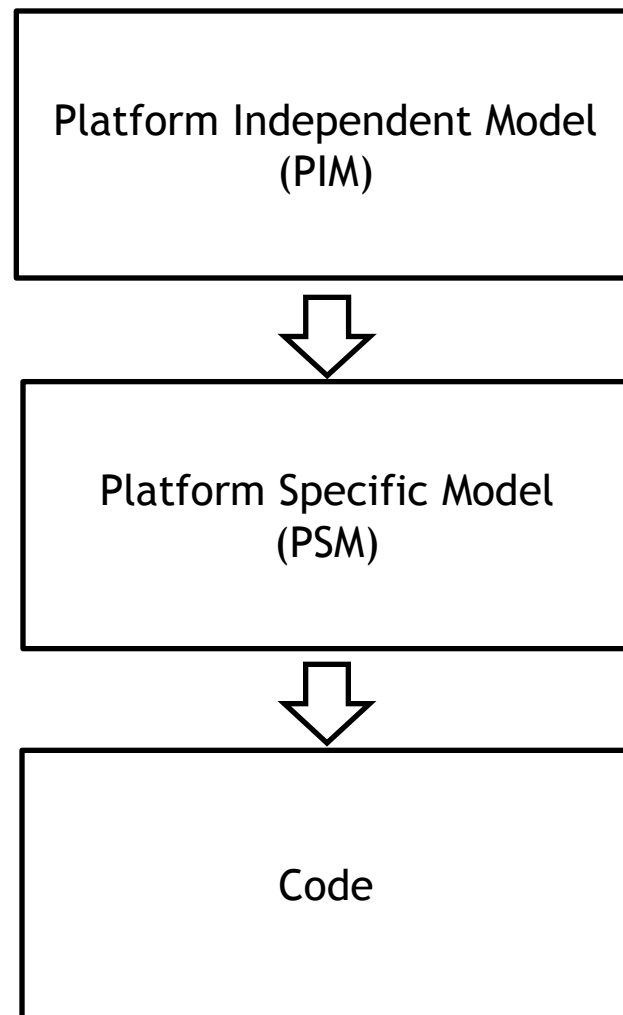 Platform Independent Model
(PIM)
Platform Specific Model
(PSM)
Code